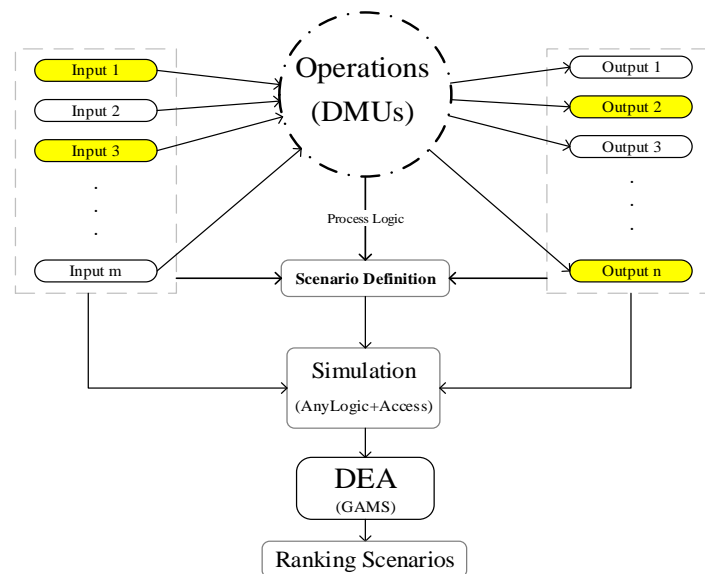 Input 1
Input 2
Input 3
.
.
.
Input m
Operations
(DMUs)
Output 1
Output 2
Output 3
.
.
.
Output n
Process Logic
Scenario Definition
Simulation
(AnyLogic+Access)
DEA
(GAMS)
Ranking Scenarios